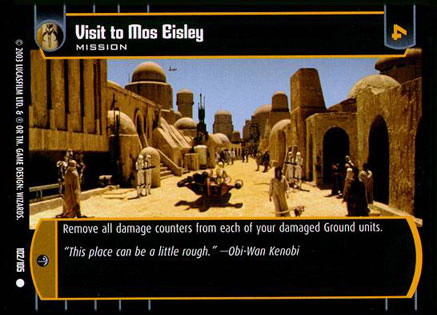 Visit to Mos Eisley
MISSION
4
Remove all damage counters from each of your damaged Ground units.
“This place can be a little rough.” –Obi-Wan Kenobi
© 2003 LUCASFILM LTD. & ® OR TM. GAME DESIGN: WIZARDS.
102/105